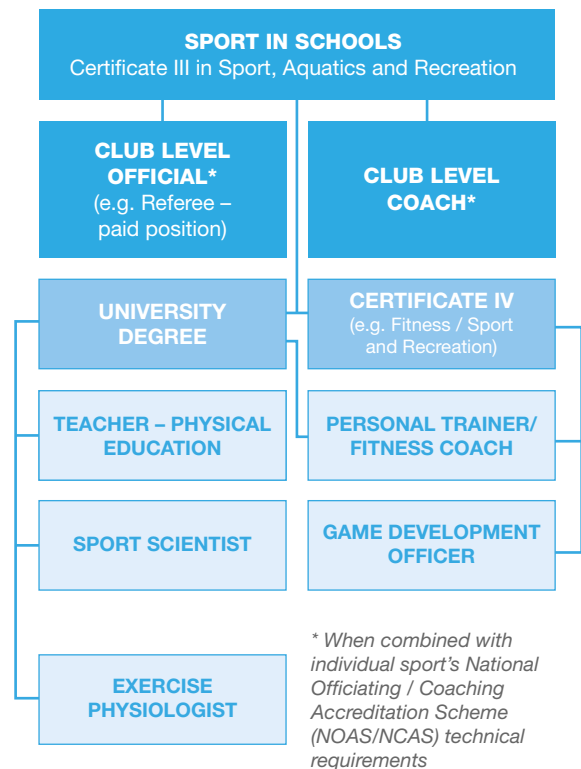 SPORT IN SCHOOLS
Certificate III in Sport, Aquatics and Recreation
CLUB LEVEL
OFFICIAL*
(e.g. Referee –
paid position)
CLUB LEVEL
COACH*
UNIVERSITY
DEGREE
CERTIFICATE IV
(e.g. Fitness / Sport
and Recreation)
TEACHER – PHYSICAL
EDUCATION
PERSONAL TRAINER/
FITNESS COACH
SPORT SCIENTIST
GAME DEVELOPMENT
OFFICER
EXERCISE
PHYSIOLOGIST
* When combined with
individual sport's National
Officiating / Coaching
Accreditation Scheme
(NOAS/NCAS) technical
requirements